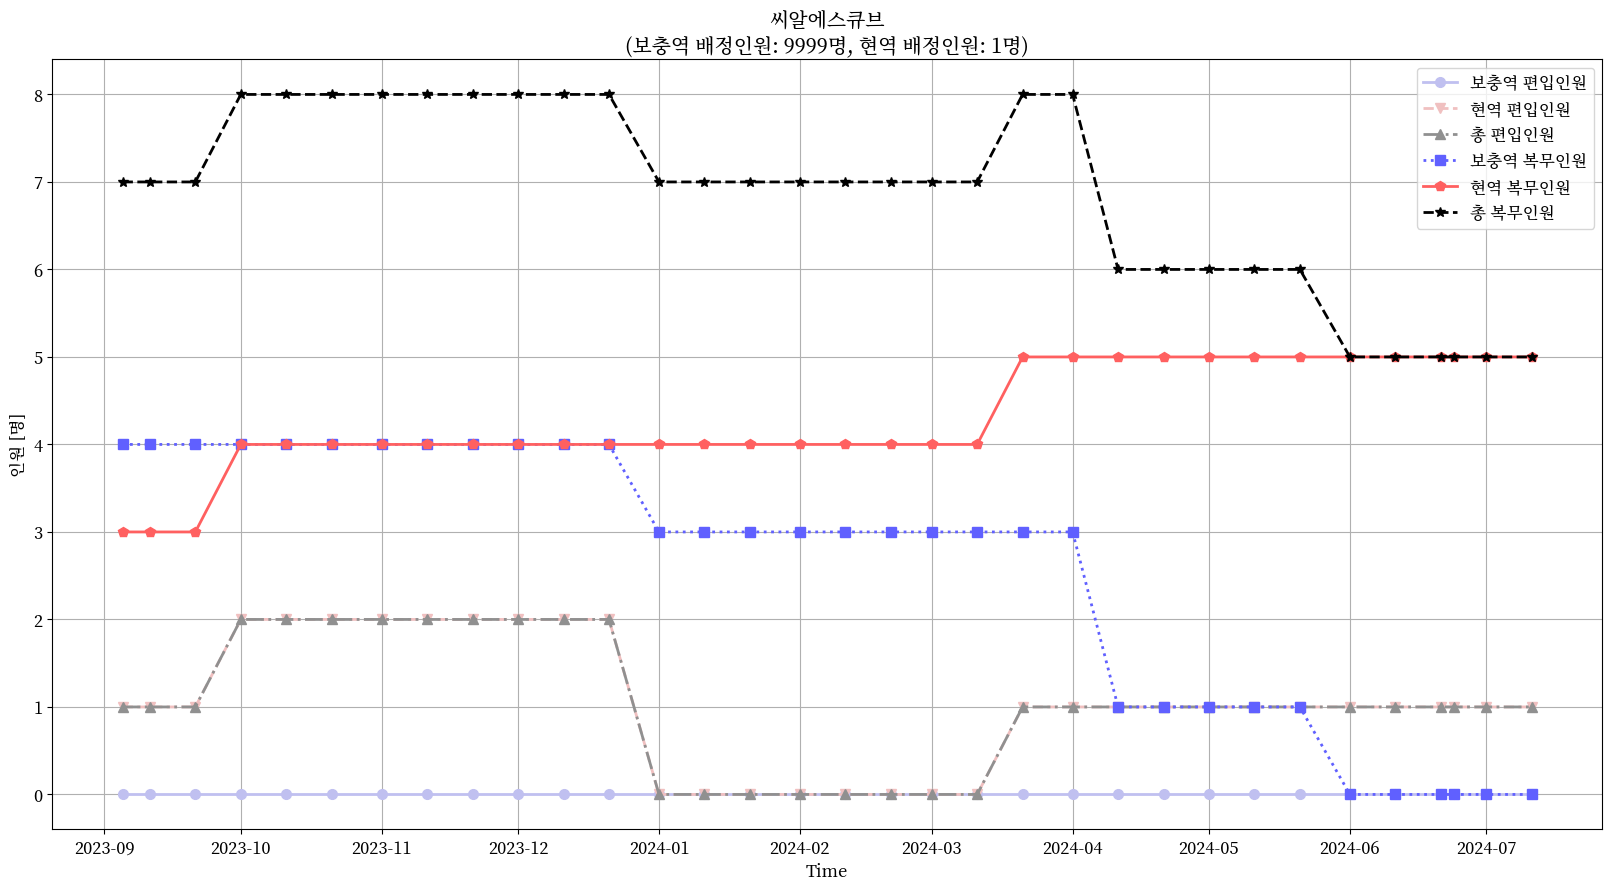 씨알에스큐브
(보충역 배정인원: 9999명, 현역 배정인원: 1명)
보충역 편입인원
현역 편입인원
총 편입인원
보충역 복무인원
현역 복무인원
총 복무인원
인원 [명]
8
7
6
5
4
3
2
1
0
2023-09
2023-10
2023-11
2023-12
2024-01
2024-02
2024-03
2024-04
2024-05
2024-06
2024-07
Time